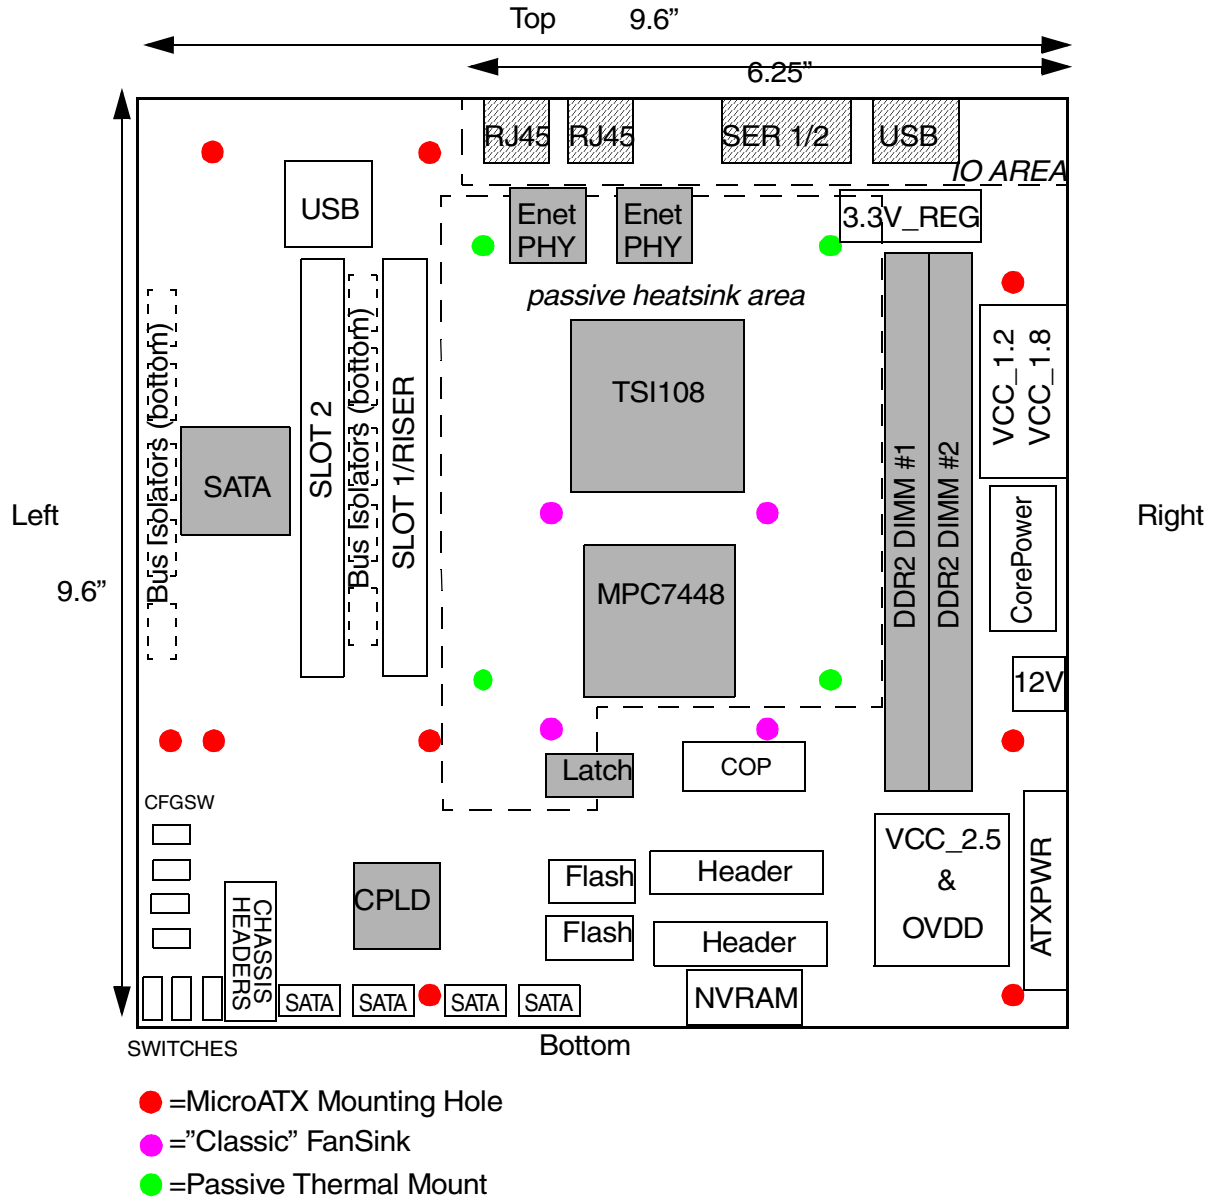 Top 9.6”
6.25”
RJ45 RJ45 SER 1/2 USB
IO AREA
USB
Enet
PHY
Enet
PHY
3.3V_REG
passive heatsink area
TSI108
Bus Isolators (bottom)
SATA
SLOT 2
Bus Isolators (bottom)
SLOT 1/RISER
DDR2 DIMM #1
DDR2 DIMM #2
VCC_1.2
VCC_1.8
Left
Right
9.6”
CorePower
MPC7448
12V
Latch
COP
CFGSW
CPLD
Flash
Header
Flash
Header
VCC_2.5
&
OVDD
ATXPWR
CHASSIS
HEADERS
SATA SATA SATA SATA
NVRAM
SWITCHES
Bottom
=MicroATX Mounting Hole
=”Classic” FanSink
=Passive Thermal Mount